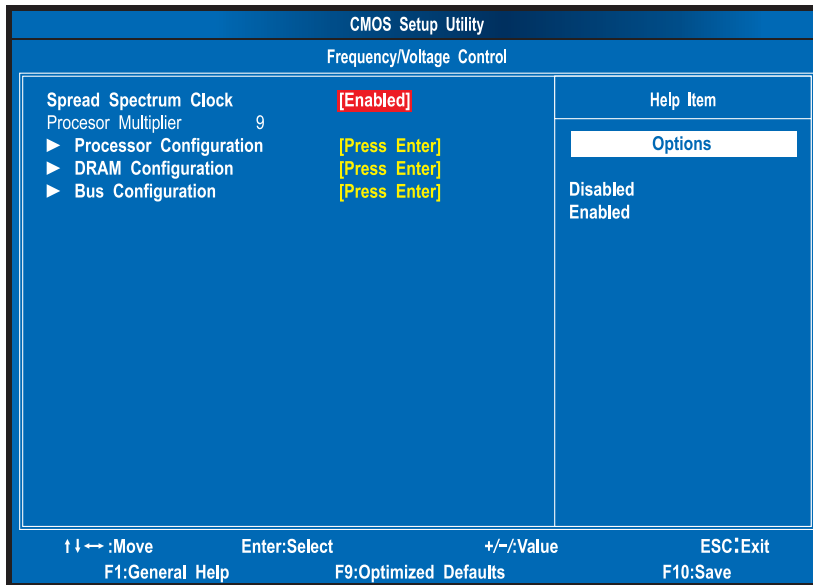 CMOS Setup Utility
Frequency/Voltage Control
Spread Spectrum Clock [Enabled]
Procesor Multiplier 9
► Processor Configuration [Press Enter]
► DRAM Configuration [Press Enter]
► Bus Configuration [Press Enter]
Help Item
Options
Disabled
Enabled
↑↓↔:Move Enter:Select +/-/:Value ESC:Exit
F1:General Help F9:Optimized Defaults F10:Save